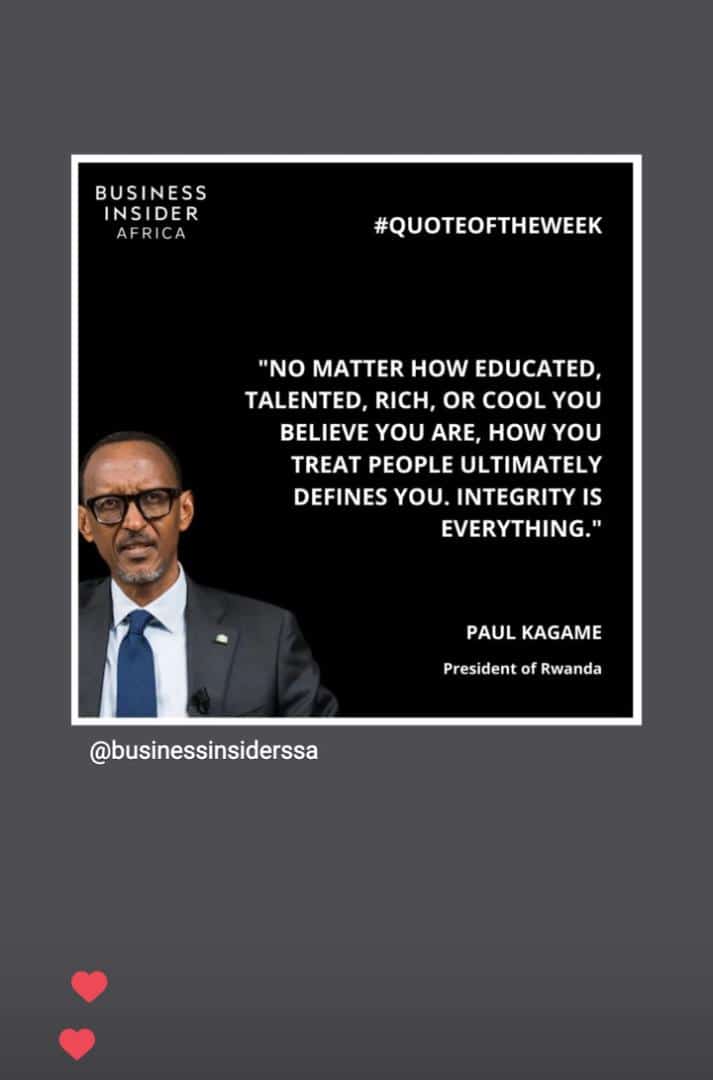 BUSINESS
INSIDER
AFRICA
#QUOTEOFTHEWEEK
"NO MATTER HOW EDUCATED,
TALENTED, RICH, OR COOL YOU
BELIEVE YOU ARE, HOW YOU
TREAT PEOPLE ULTIMATELY
DEFINES YOU. INTEGRITY IS
EVERYTHING."
PAUL KAGAME
President of Rwanda
@businessinsiderssa